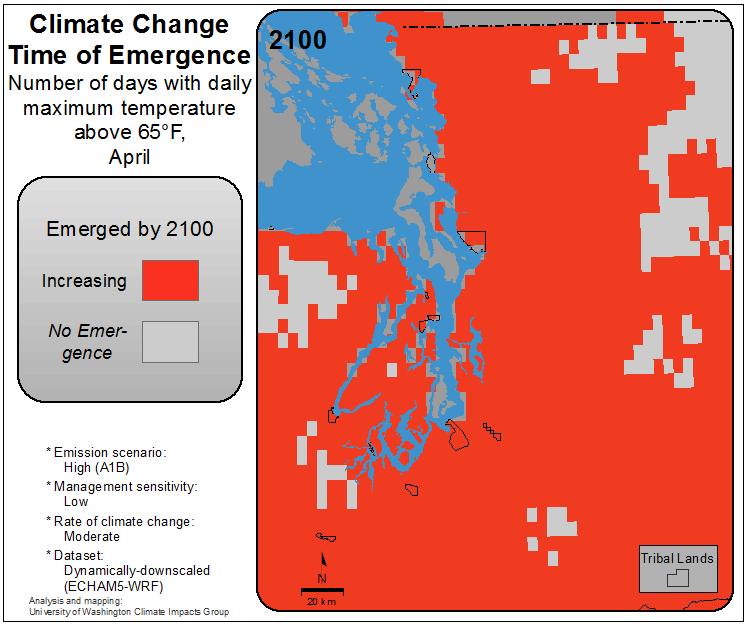 Climate Change
Time of Emergence
Number of days with daily
maximum temperature
above 65°F,
April
Emerged by 2100
Increasing
No Emer-
gence
* Emission scenario:
High (A1B)
* Management sensitivity:
Low
* Rate of climate change:
Moderate
* Dataset:
Dynamically-downscaled
(ECHAM5-WRF)
Analysis and mapping:
University of Washington Climate Impacts Group
2100
N
20 km
Tribal Lands